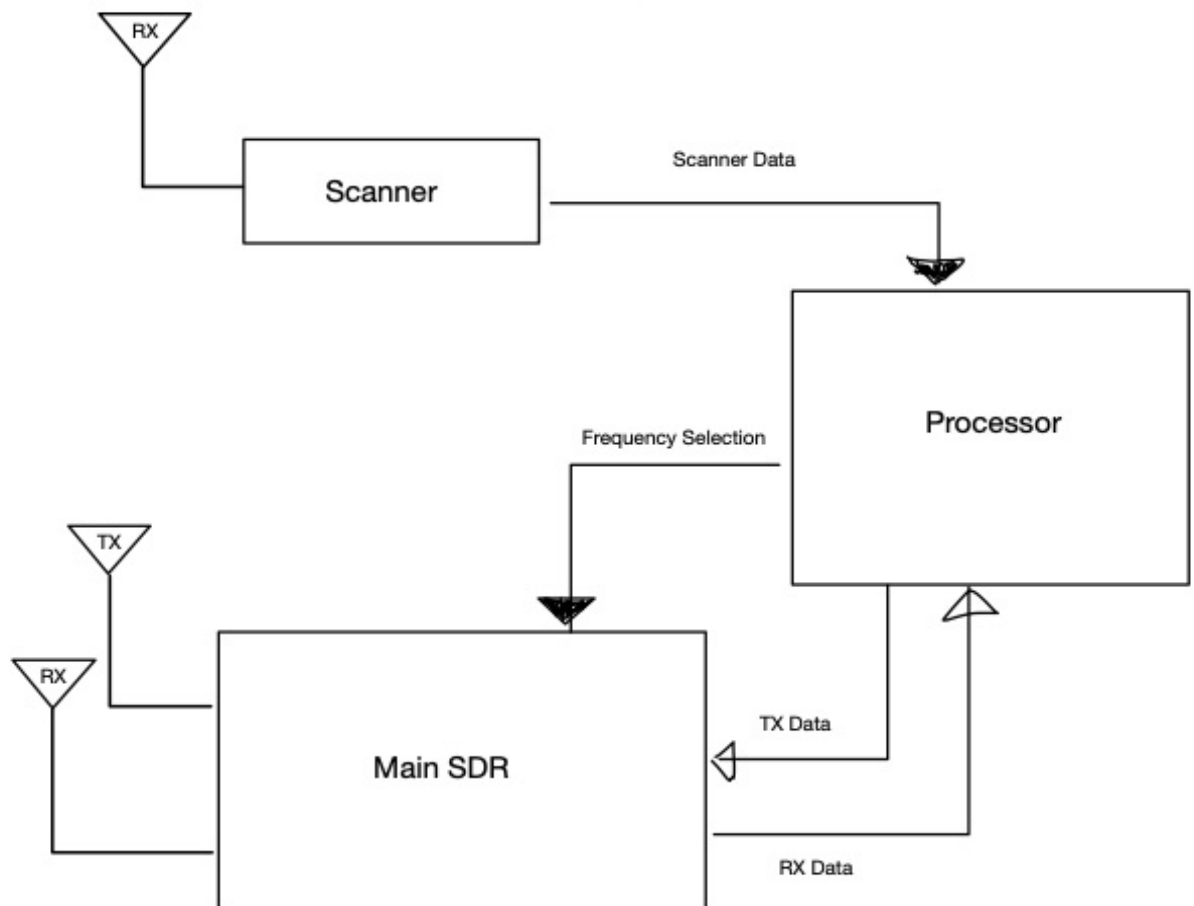 RX
Scanner Data
Scanner
Processor
Frequency Selection
TX
RX
TX Data
Main SDR
RX Data